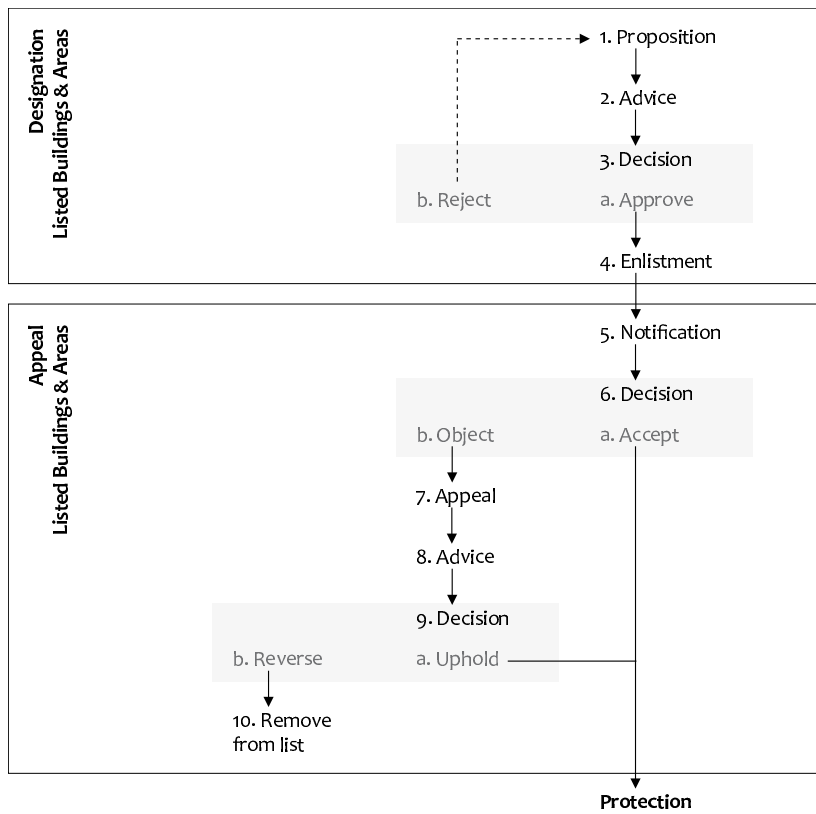 Designation
Listed Buildings & Areas
1. Proposition
2. Advice
3. Decision
b. Reject
a. Approve
4. Enlistment
Appeal
Listed Buildings & Areas
5. Notification
6. Decision
b. Object
a. Accept
7. Appeal
8. Advice
9. Decision
b. Reverse
a. Uphold
10. Remove
from list
Protection